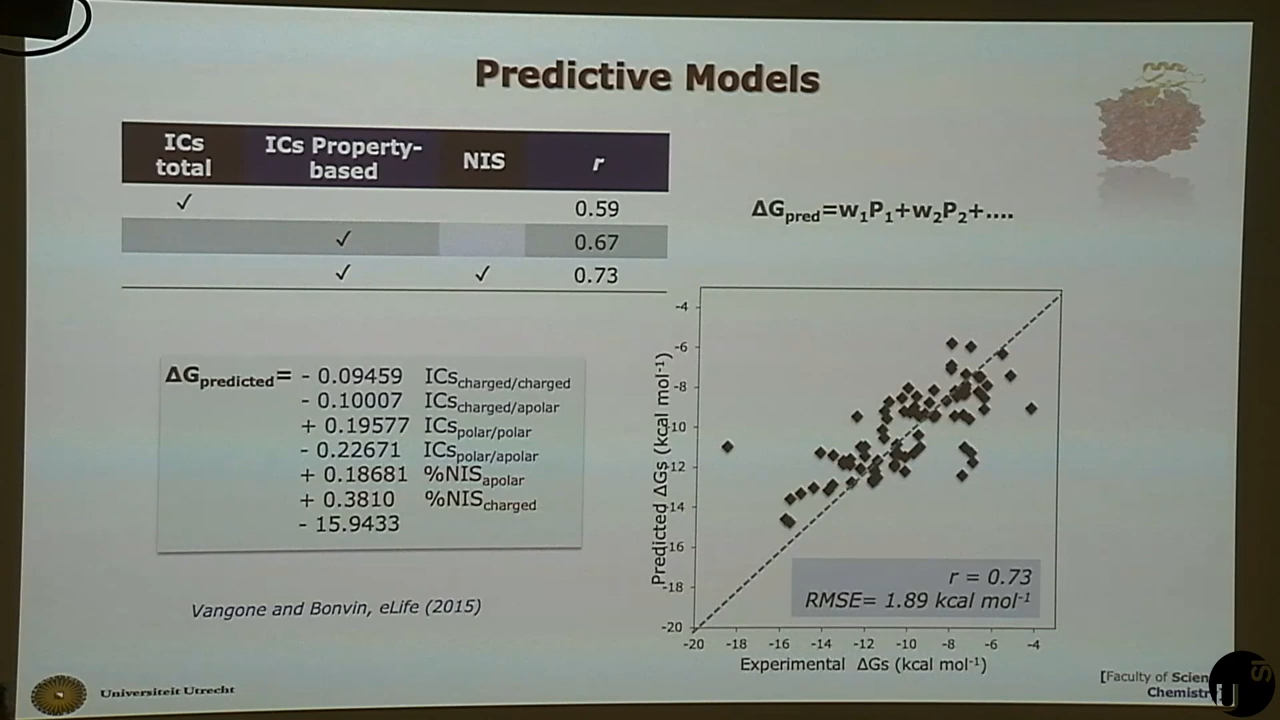 Predictive Models
ICs total ICs Property-based NIS r
✓ 0.59
✓ 0.67
✓ ✓ 0.73
ΔGpred=w1P1+w2P2+....
ΔGpredicted= - 0.09459 ICscharged/charged
- 0.10007 ICscharged/apolar
+ 0.19577 ICspolar/polar
- 0.22671 ICspolar/apolar
+ 0.18681 %NISapolar
+ 0.3810 %NIScharged
- 15.9433
Vangone and Bonvin, eLife (2015)
Predicted ΔGs (kcal mol-1)
-4
-6
-8
-10
-12
-14
-16
-18
-20
r = 0.73
RMSE= 1.89 kcal mol-1
-20 -18 -16 -14 -12 -10 -8 -6 -4
Experimental ΔGs (kcal mol-1)
Universiteit Utrecht
[Faculty of
Chemistry